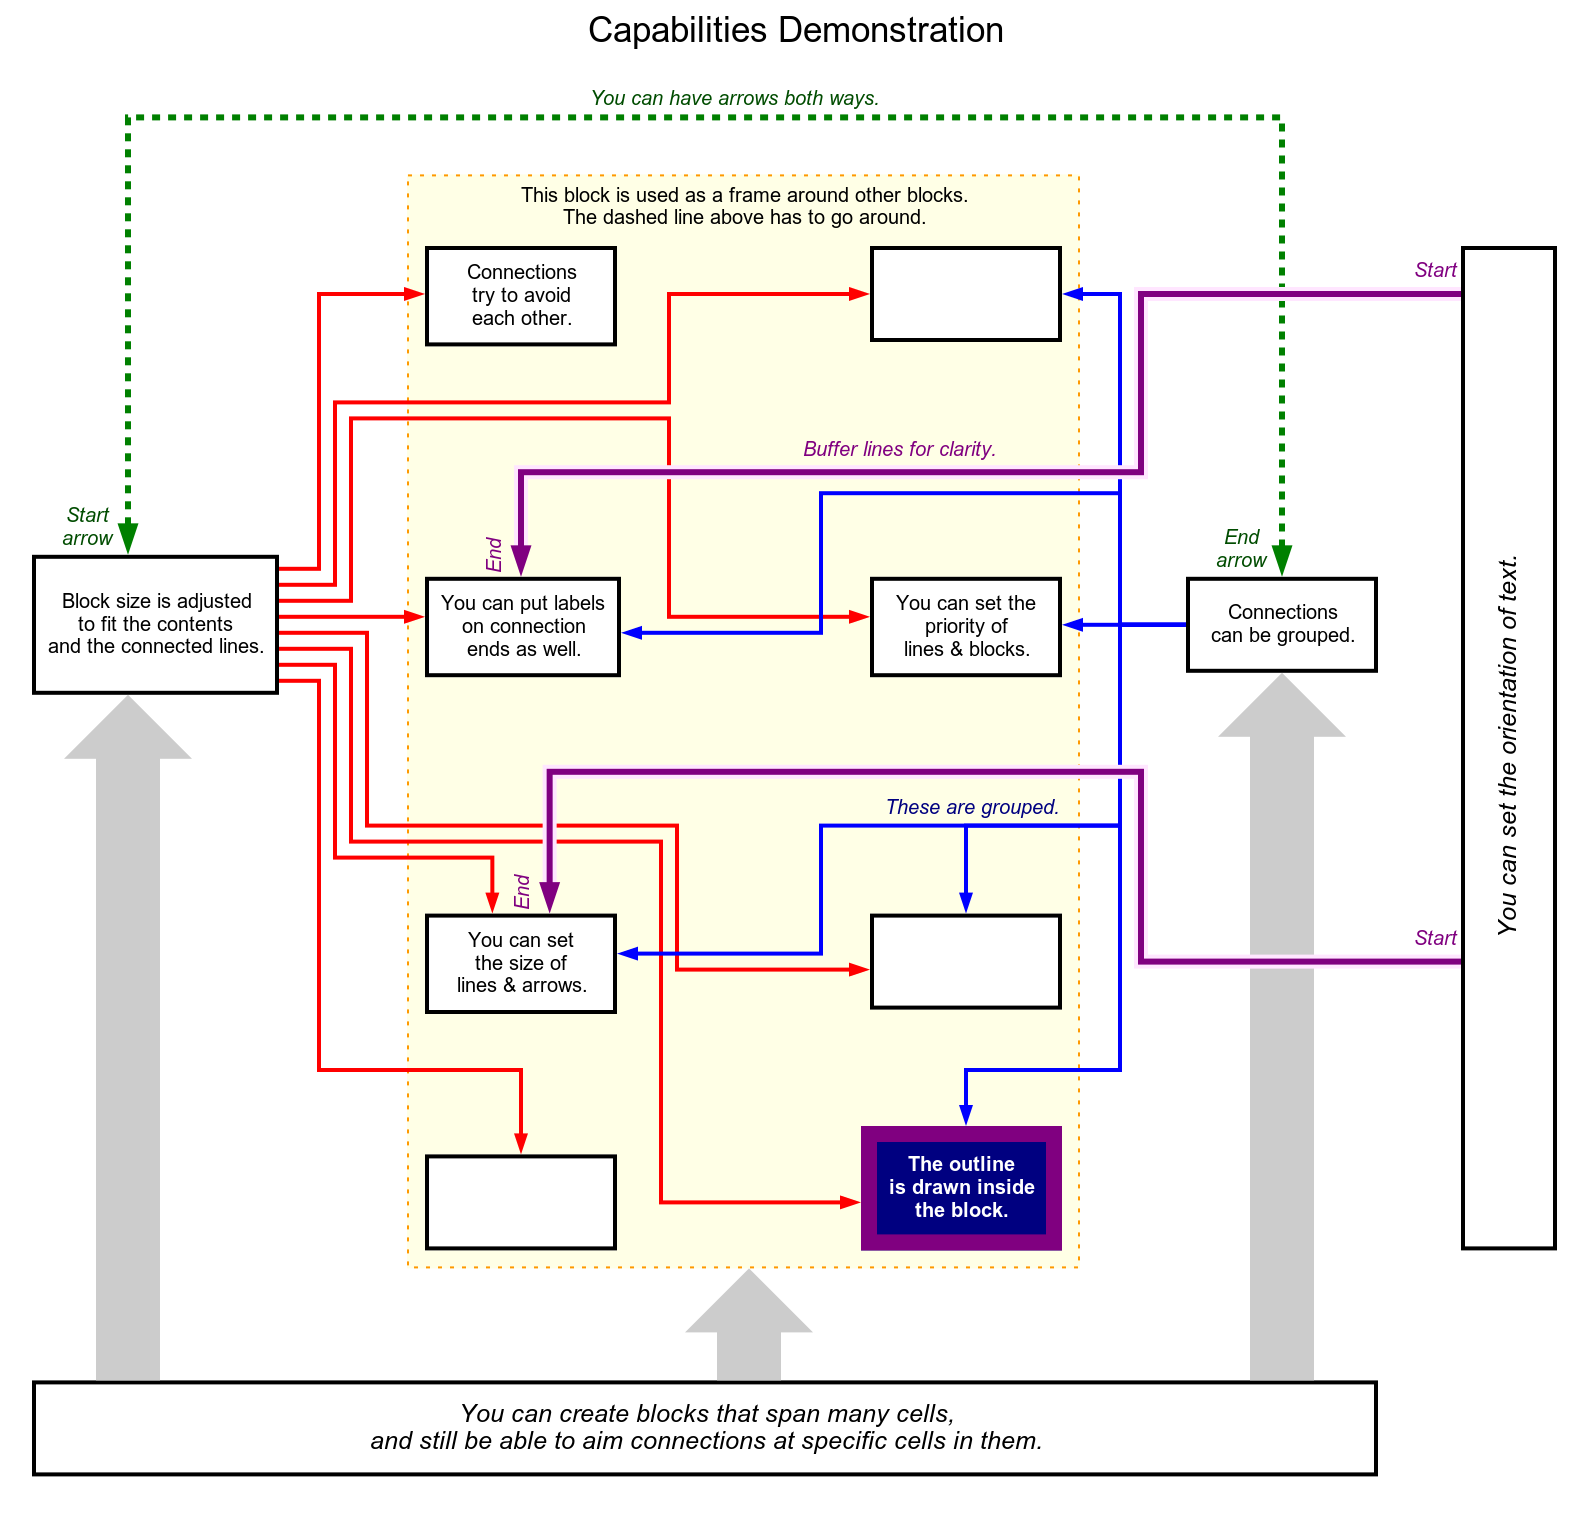 Capabilities Demonstration
You can have arrows both ways.
This block is used as a frame around other blocks.
The dashed line above has to go around.
Connections
try to avoid
each other.
Start
Buffer lines for clarity.
Start
arrow
End
End
arrow
Block size is adjusted
to fit the contents
and the connected lines.
You can put labels
on connection
ends as well.
You can set the
priority of
lines & blocks.
Connections
can be grouped.
You can set the orientation of text.
These are grouped.
End
You can set
the size of
lines & arrows.
Start
The outline
is drawn inside
the block.
You can create blocks that span many cells,
and still be able to aim connections at specific cells in them.